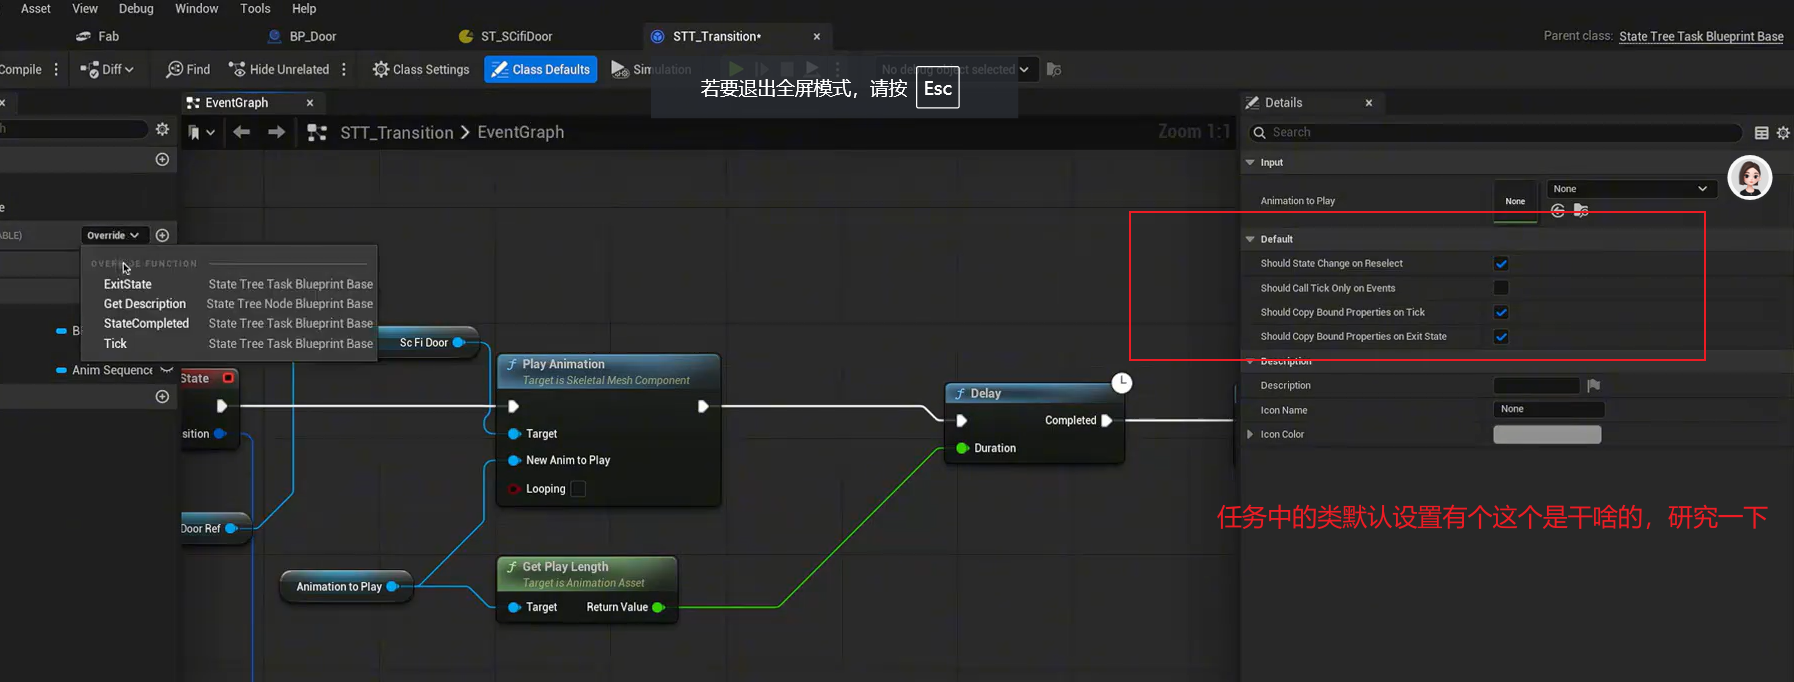 Asset View Debug Window Tools Help
Fab BP_Door ST_SCifiDoor STT_Transition* Parent class: State Tree Task Blueprint Base
Compile Diff Find Hide Unrelated Class Settings Class Defaults Simulation No debug object selected
若要退出全屏模式，请按 Esc
EventGraph
Details
STT_Transition > EventGraph Zoom 1:1
Search
Input
Animation to Play None None
Override
Default
OVERRIDE FUNCTION
Should State Change on Reselect
ExitState State Tree Task Blueprint Base
Should Call Tick Only on Events
Get Description State Tree Node Blueprint Base
Should Copy Bound Properties on Tick
StateCompleted State Tree Task Blueprint Base
Should Copy Bound Properties on Exit State
Tick State Tree Task Blueprint Base
Sc Fi Door
Description
Anim Sequence
Description
Icon Name None
Icon Color
State
Play Animation
Target is Skeletal Mesh Component
Target
New Anim to Play
Looping
Delay
Completed
Duration
Door Ref
Animation to Play
Get Play Length
Target is Animation Asset
Target Return Value
任务中的类默认设置有个这个是干啥的，研究一下